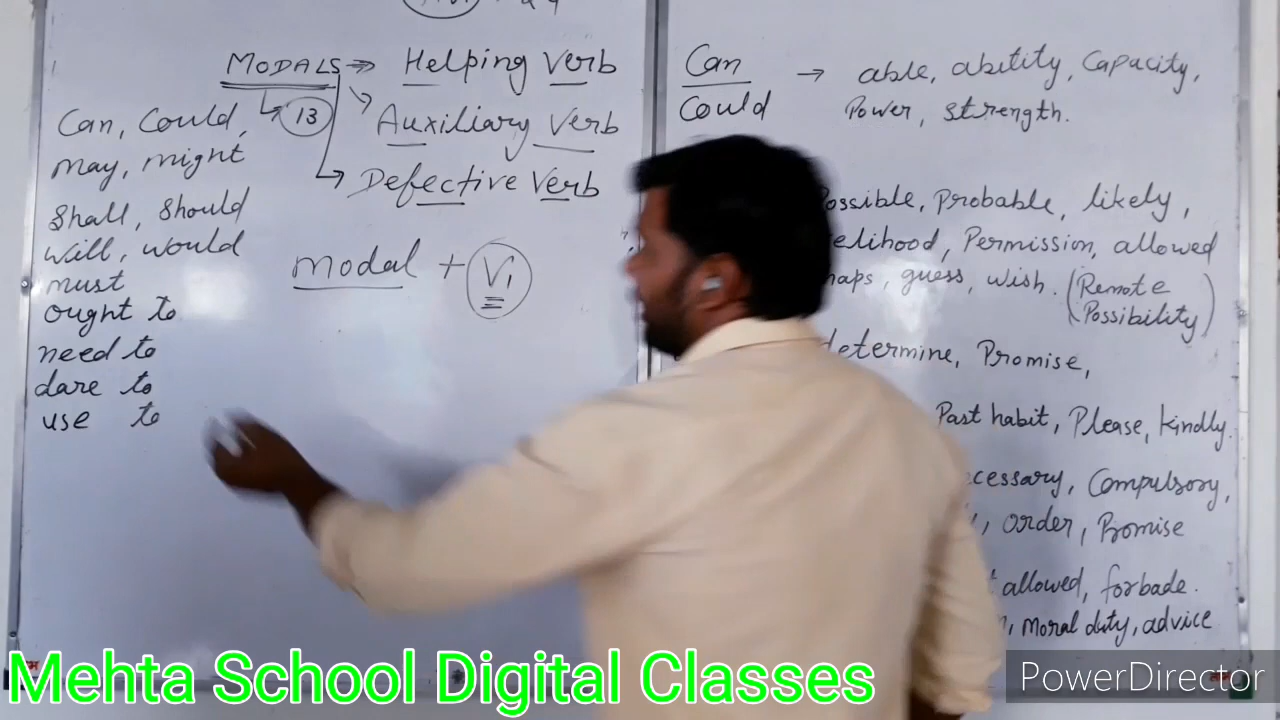 MODALS → Helping Verb
↳ 13
Auxiliary Verb
Defective Verb
Can, Could,
May, might
Shall, Should
Will, would
must
ought to
need to
dare to
use to
modal + V1
Can
Could
→ able, abitity, Capacity,
Power, strength.
Possible, Probable, likely,
Permission, allowed
guess, wish. (Remote
Possibility)
determine, Promise,
Past habit, Please, kindly.
Compulsory,
order, Promise
allowed, forbade.
moral duty, advice
Mehta School Digital Classes
PowerDirector